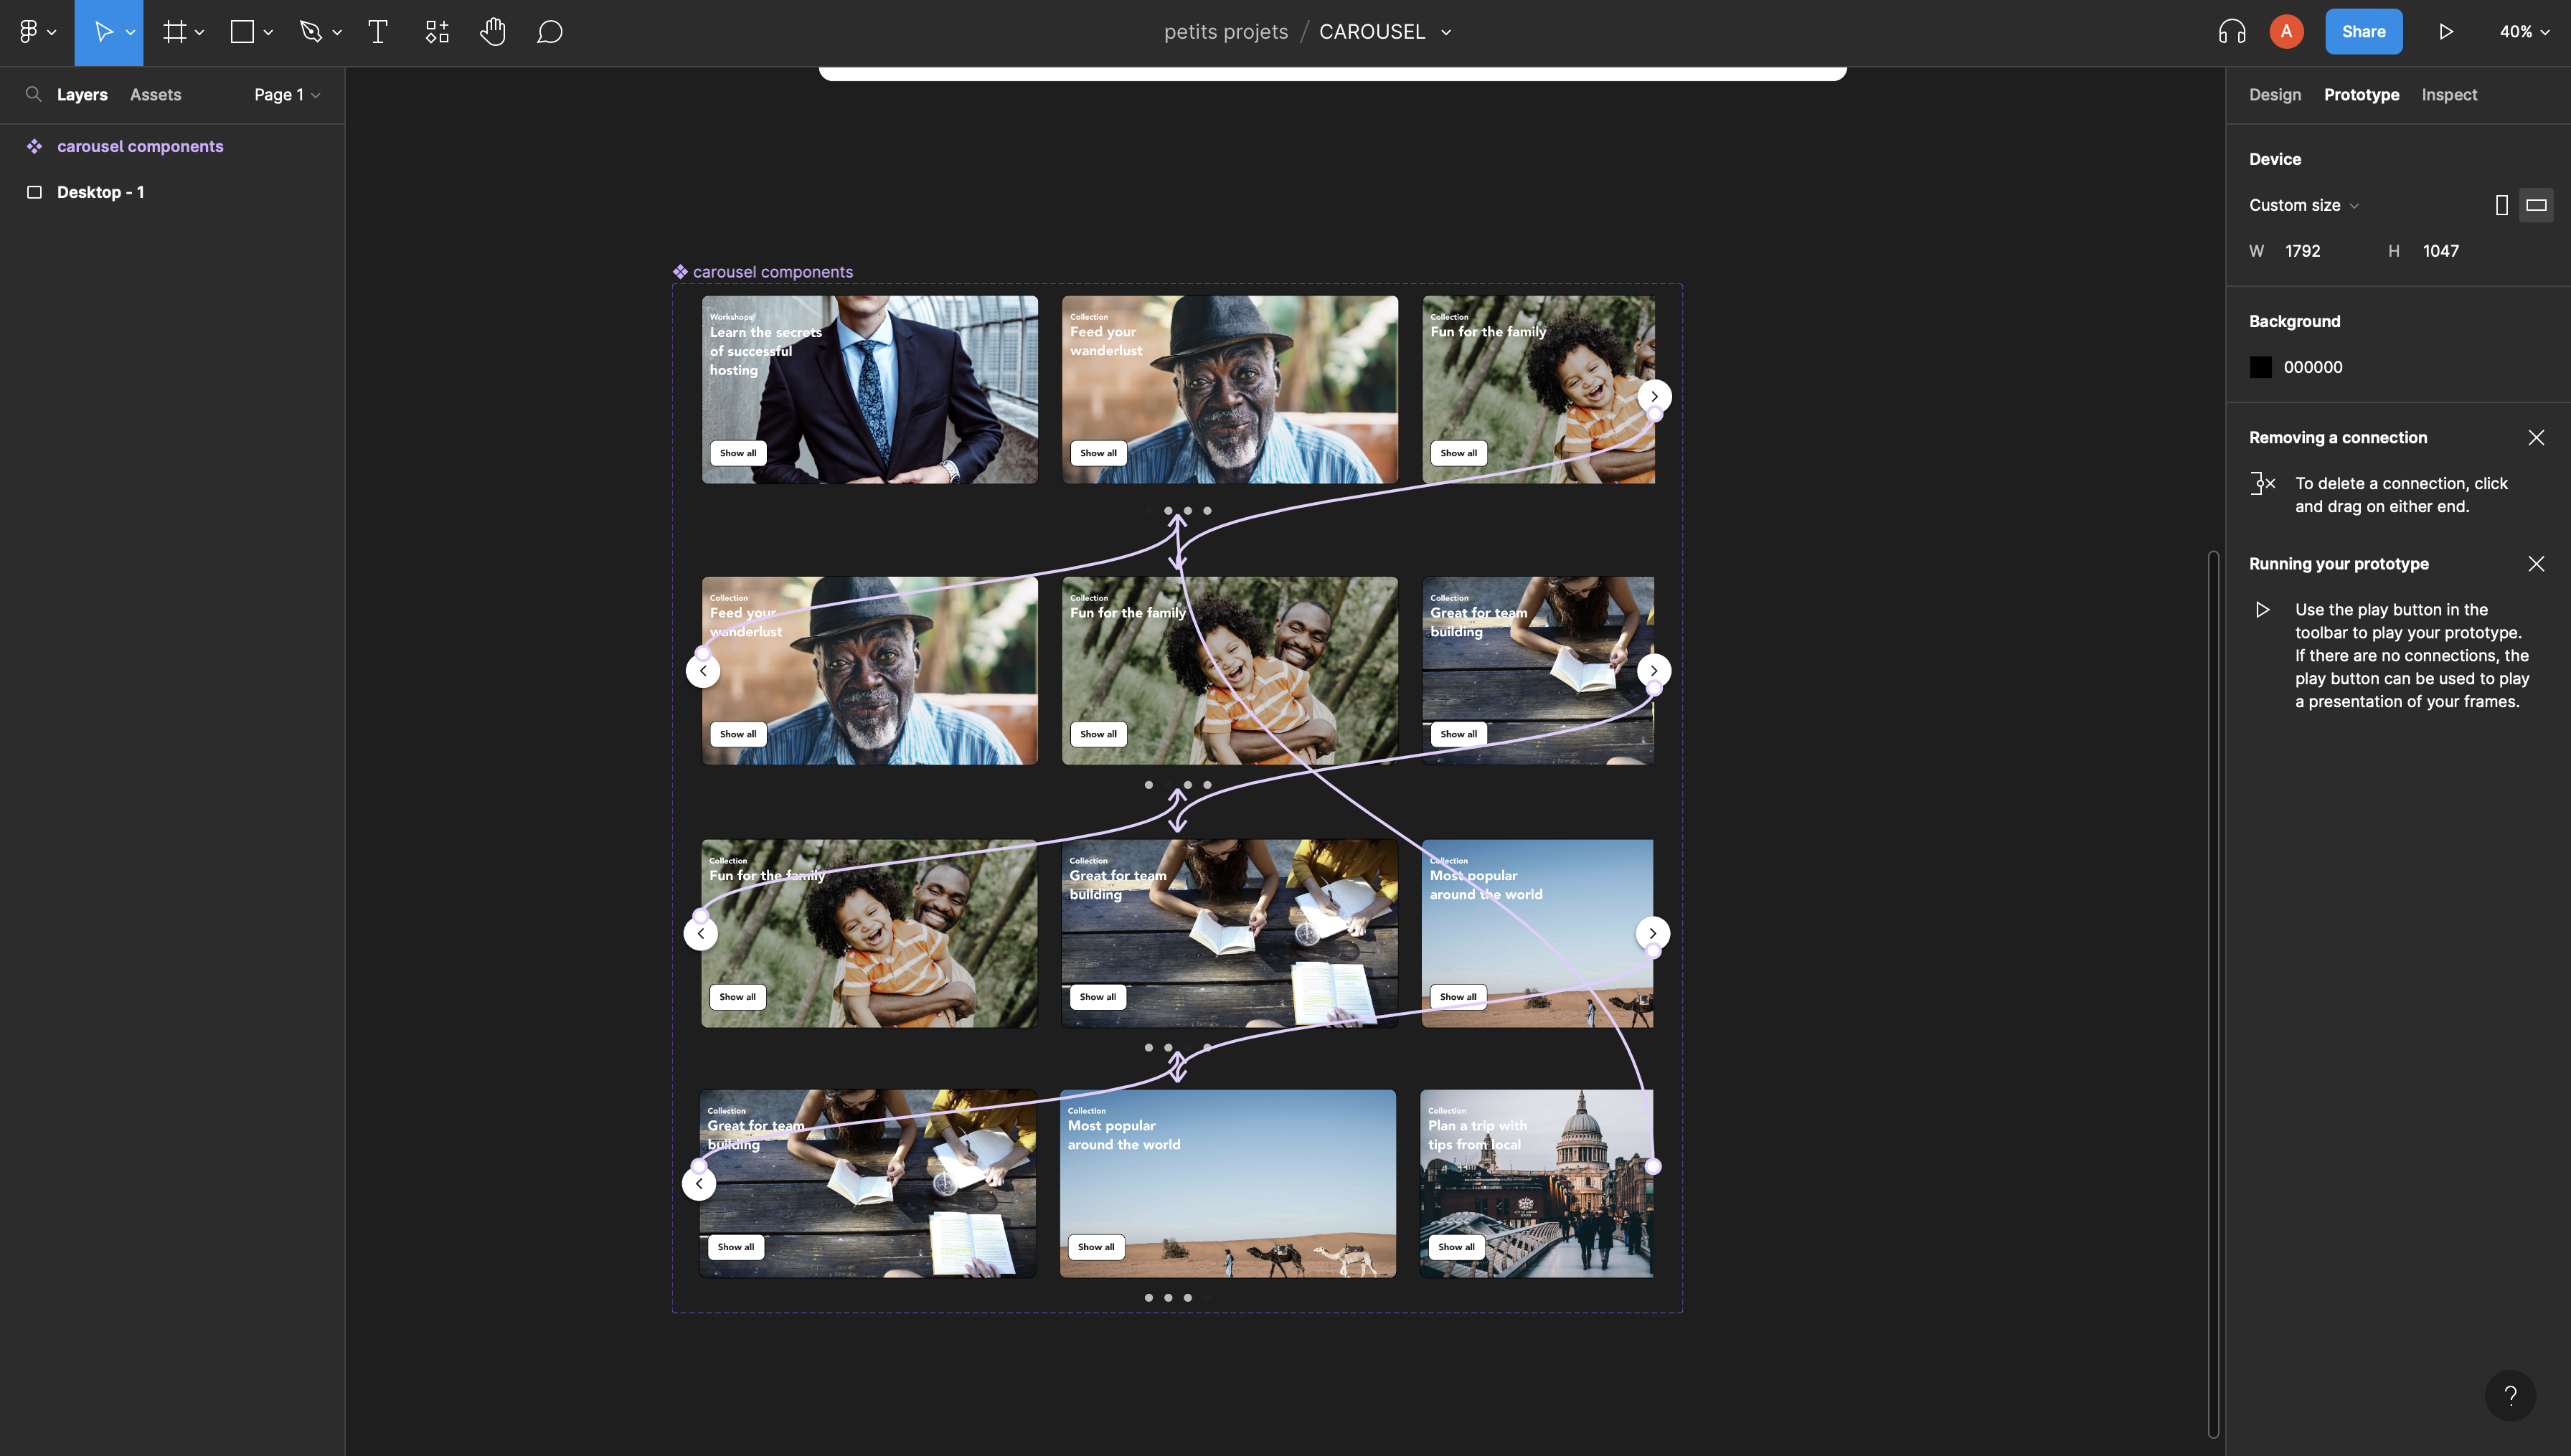 petits projets / CAROUSEL
A
Share
40%
Layers
Assets
Page 1
Design
Prototype
Inspect
carousel components
Desktop - 1
Device
Custom size
W 1792
H 1047
Background
000000
Removing a connection
To delete a connection, click
and drag on either end.
Running your prototype
Use the play button in the
toolbar to play your prototype.
If there are no connections, the
play button can be used to play
a presentation of your frames.
carousel components
Workshops
Learn the secrets
of successful
hosting
Show all
Collection
Feed your
wanderlust
Show all
Collection
Fun for the family
Show all
Collection
Feed your
wanderlust
Show all
Collection
Fun for the family
Show all
Collection
Great for team
building
Show all
Collection
Fun for the family
Show all
Collection
Great for team
building
Show all
Collection
Most popular
around the world
Show all
Collection
Great for team
building
Show all
Collection
Most popular
around the world
Show all
Collection
Plan a trip with
tips from local
Show all
?